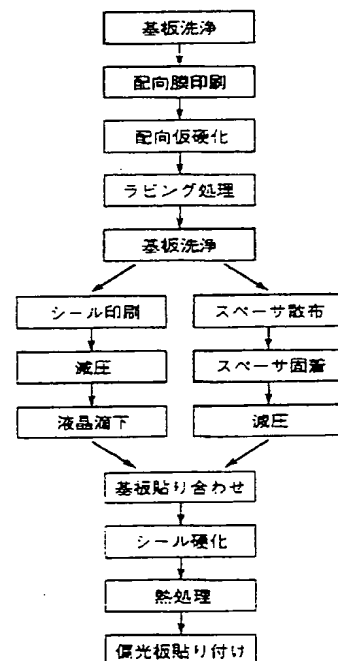 基板洗浄
配向膜印刷
配向仮硬化
ラビング処理
基板洗浄
シール印刷
スペーサ散布
減圧
スペーサ固着
液晶滴下
減圧
基板貼り合わせ
シール硬化
熱処理
偏光板貼り付け